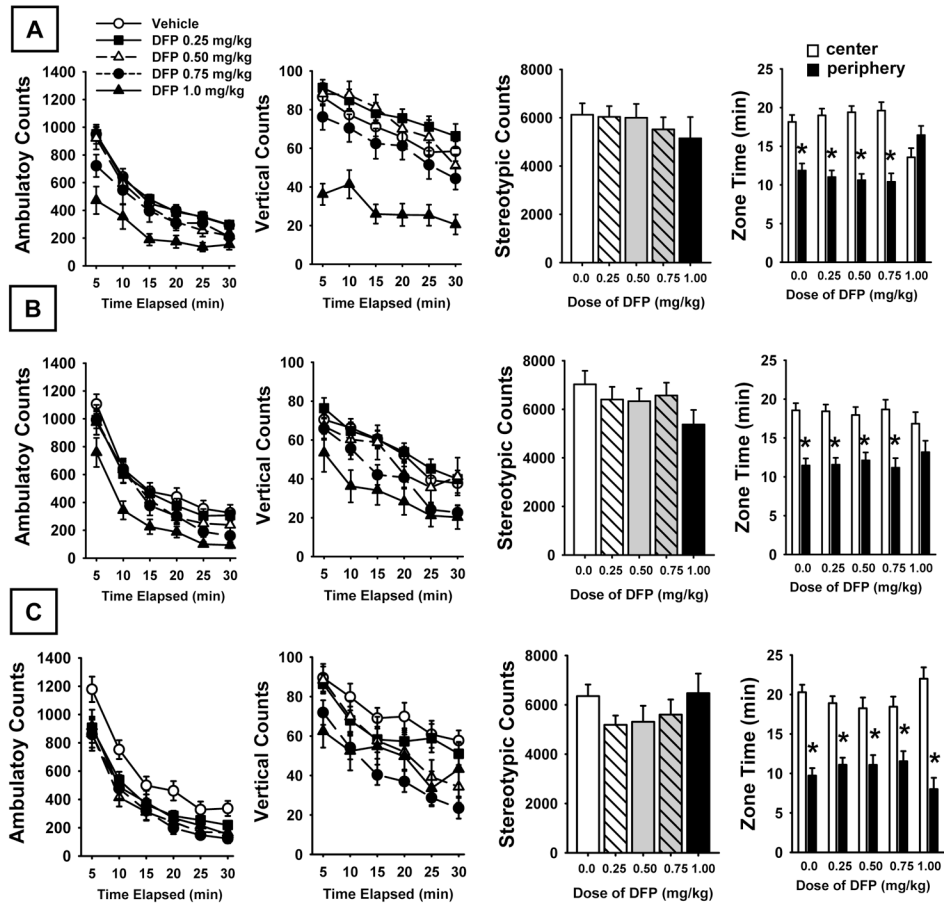 A
Vehicle
DFP 0.25 mg/kg
DFP 0.50 mg/kg
DFP 0.75 mg/kg
DFP 1.0 mg/kg
center
periphery
Ambulatoy Counts
1400
1200
1000
800
600
400
200
0
5 10 15 20 25 30
Time Elapsed (min)
Vertical Counts
100
80
60
40
20
0
5 10 15 20 25 30
Time Elapsed (min)
Stereotypic Counts
8000
6000
4000
2000
0
0.0 0.25 0.50 0.75 1.00
Dose of DFP (mg/kg)
Zone Time (min)
25
20
15
10
5
0
* * * *
0.0 0.25 0.50 0.75 1.00
Dose of DFP (mg/kg)
B
Ambulatoy Counts
1400
1200
1000
800
600
400
200
0
5 10 15 20 25 30
Time Elapsed (min)
Vertical Counts
100
80
60
40
20
0
5 10 15 20 25 30
Time Elapsed (min)
Stereotypic Counts
8000
6000
4000
2000
0
0.0 0.25 0.50 0.75 1.00
Dose of DFP (mg/kg)
Zone Time (min)
25
20
15
10
5
0
* * * *
0.0 0.25 0.50 0.75 1.00
Dose of DFP (mg/kg)
C
Ambulatoy Counts
1400
1200
1000
800
600
400
200
0
5 10 15 20 25 30
Time Elapsed (min)
Vertical Counts
100
80
60
40
20
0
5 10 15 20 25 30
Time Elapsed (min)
Stereotypic Counts
8000
6000
4000
2000
0
0.0 0.25 0.50 0.75 1.00
Dose of DFP (mg/kg)
Zone Time (min)
25
20
15
10
5
0
* * * * *
0.0 0.25 0.50 0.75 1.00
Dose of DFP (mg/kg)